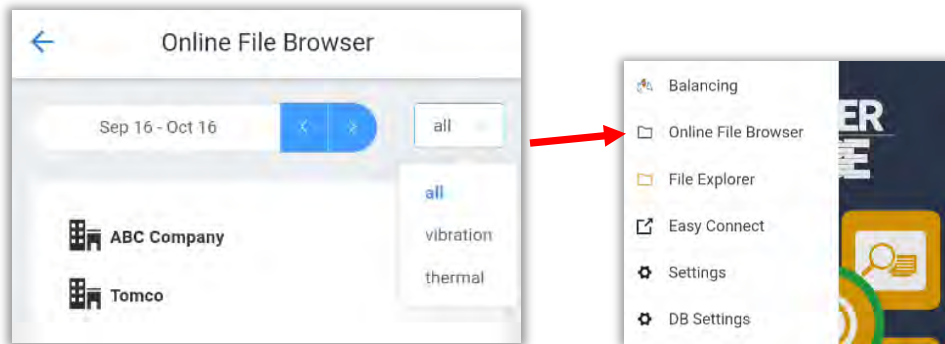 Online File Browser
Sep 16 - Oct 16
all
all
vibration
thermal
ABC Company
Tomco
Balancing
Online File Browser
File Explorer
Easy Connect
Settings
DB Settings
ER